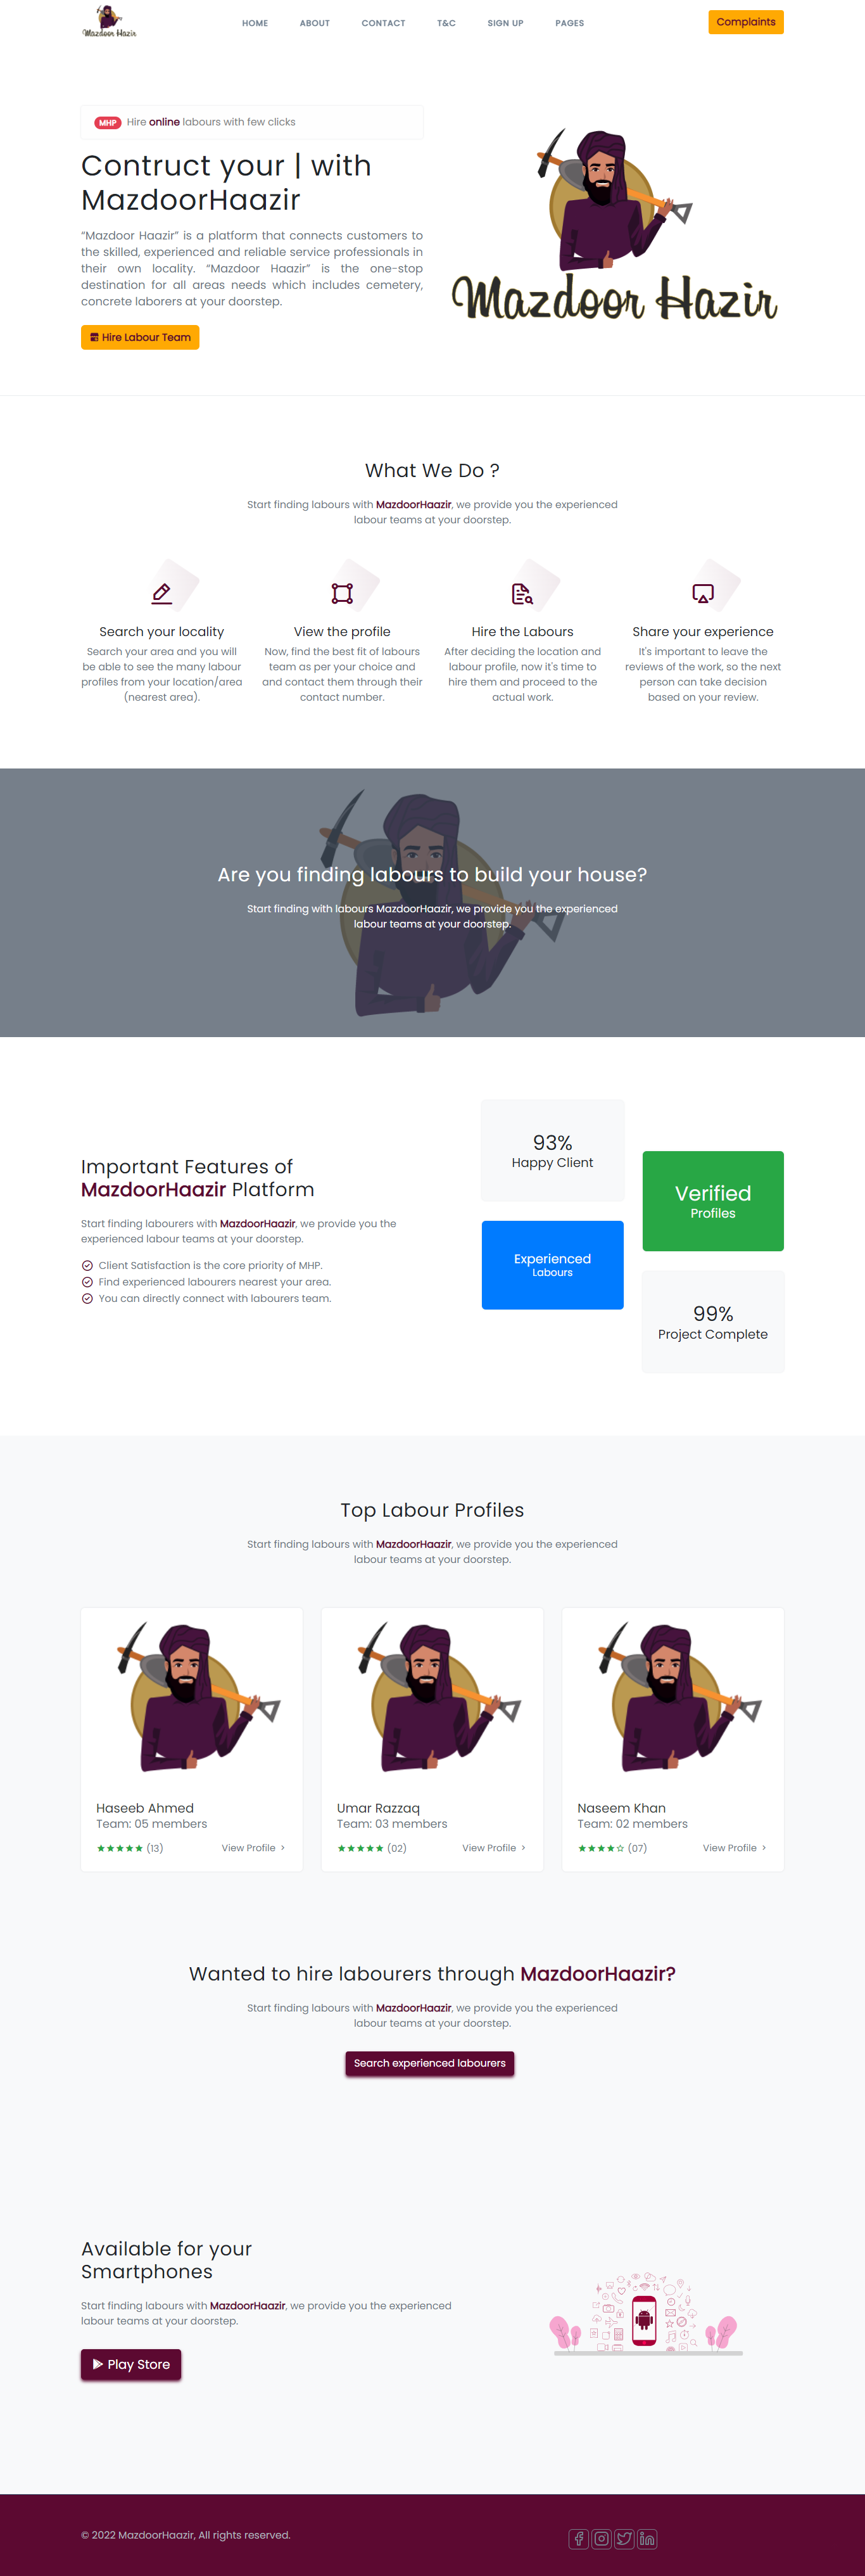 Mazdoor Hazir
HOME ABOUT CONTACT T&C SIGN UP PAGES
Complaints
MHP Hire online labours with few clicks
Contruct your | with
MazdoorHaazir
“Mazdoor Haazir” is a platform that connects customers to
the skilled, experienced and reliable service professionals in
their own locality. “Mazdoor Haazir” is the one-stop
destination for all areas needs which includes cemetery,
concrete laborers at your doorstep.
Hire Labour Team
Mazdoor Hazir
What We Do ?
Start finding labours with MazdoorHaazir, we provide you the experienced
labour teams at your doorstep.
Search your locality
Search your area and you will
be able to see the many labour
profiles from your location/area
(nearest area).
View the profile
Now, find the best fit of labours
team as per your choice and
and contact them through their
contact number.
Hire the Labours
After deciding the location and
labour profile, now it's time to
hire them and proceed to the
actual work.
Share your experience
It's important to leave the
reviews of the work, so the next
person can take decision
based on your review.
Are you finding labours to build your house?
Start finding with labours MazdoorHaazir, we provide you the experienced
labour teams at your doorstep.
Important Features of
MazdoorHaazir Platform
Start finding labourers with MazdoorHaazir, we provide you the
experienced labour teams at your doorstep.
Client Satisfaction is the core priority of MHP.
Find experienced labourers nearest your area.
You can directly connect with labourers team.
93%
Happy Client
Experienced
Labours
Verified
Profiles
99%
Project Complete
Top Labour Profiles
Start finding labours with MazdoorHaazir, we provide you the experienced
labour teams at your doorstep.
Haseeb Ahmed
Team: 05 members
★★★★★ (13) View Profile >
Umar Razzaq
Team: 03 members
★★★★★ (02) View Profile >
Naseem Khan
Team: 02 members
★★★★☆ (07) View Profile >
Wanted to hire labourers through MazdoorHaazir?
Start finding labours with MazdoorHaazir, we provide you the experienced
labour teams at your doorstep.
Search experienced labourers
Available for your
Smartphones
Start finding labours with MazdoorHaazir, we provide you the experienced
labour teams at your doorstep.
Play Store
© 2022 MazdoorHaazir, All rights reserved.